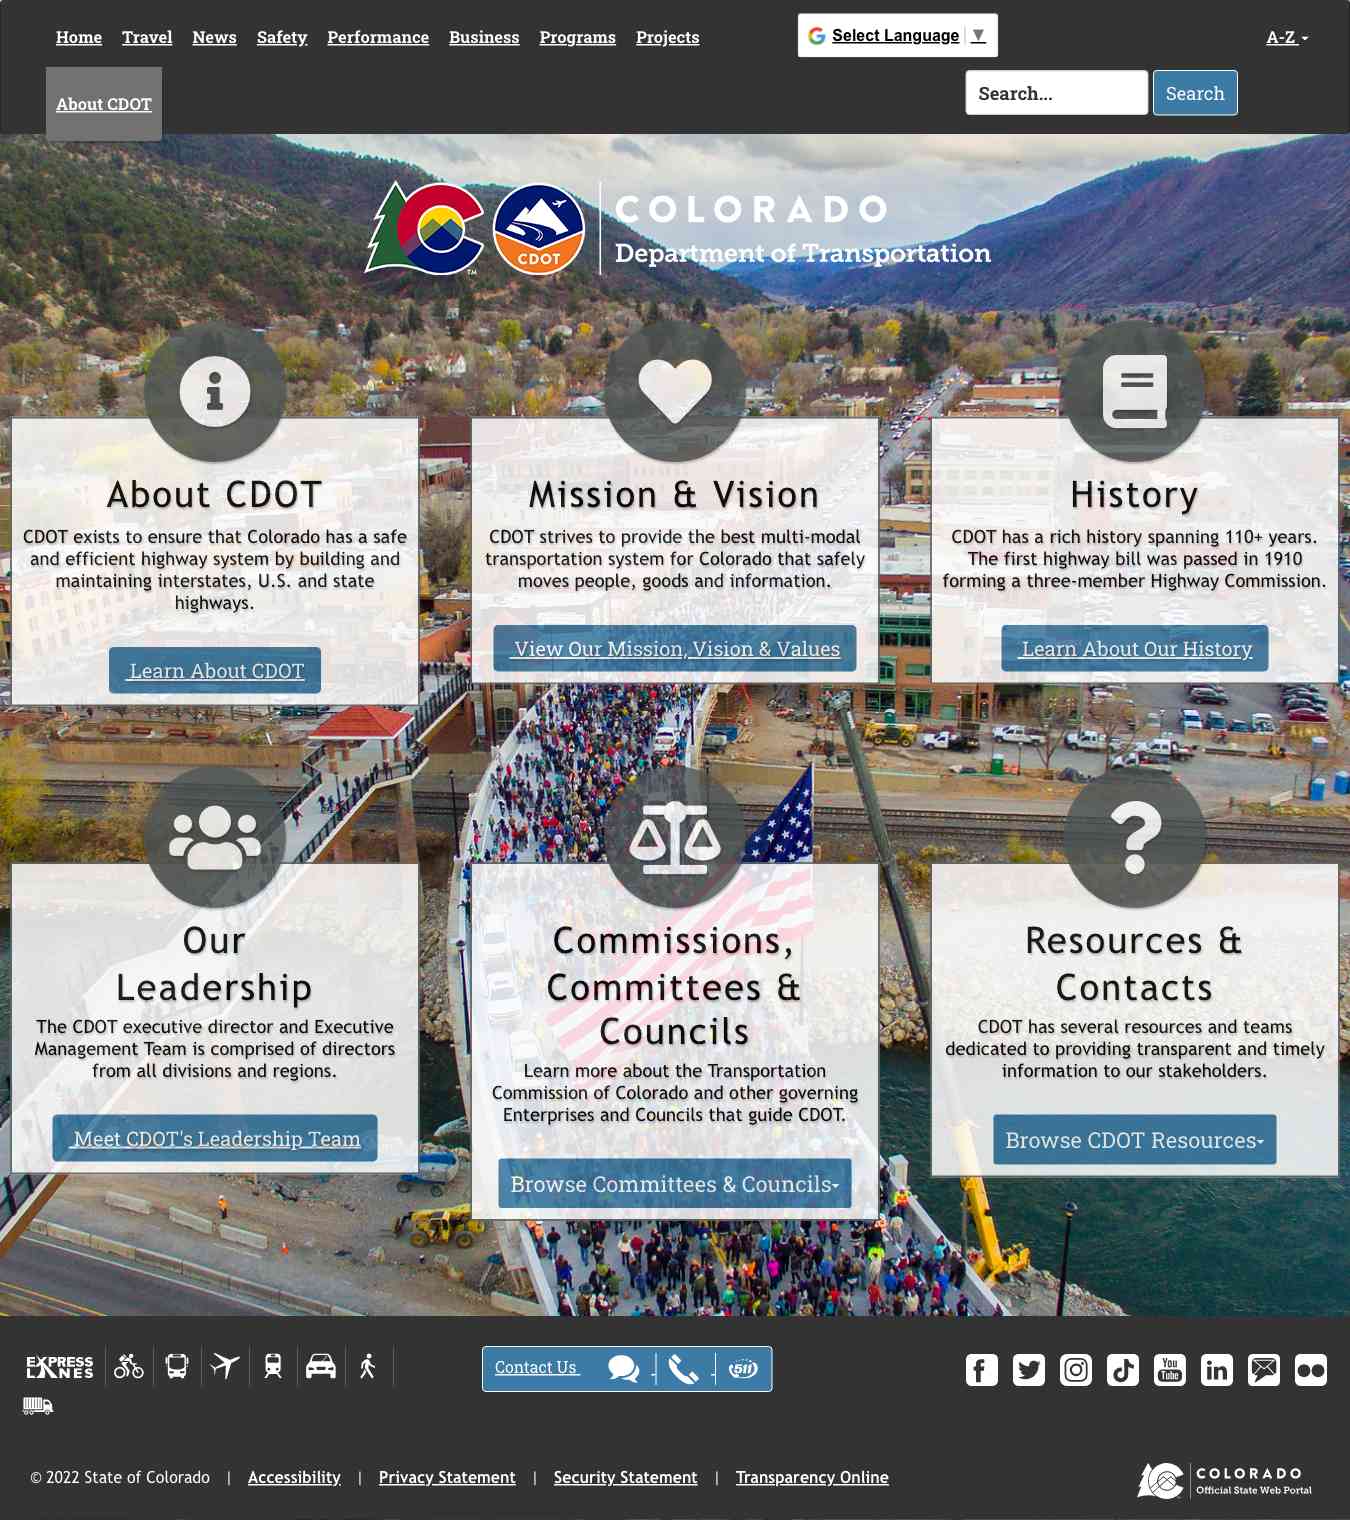 Home Travel News Safety Performance Business Programs Projects
Select Language ▼
A-Z
About CDOT
Search...
Search
CDOT
TM
COLORADO
Department of Transportation
About CDOT
CDOT exists to ensure that Colorado has a safe
and efficient highway system by building and
maintaining interstates, U.S. and state
highways.
Learn About CDOT
Mission & Vision
CDOT strives to provide the best multi-modal
transportation system for Colorado that safely
moves people, goods and information.
View Our Mission, Vision & Values
History
CDOT has a rich history spanning 110+ years.
The first highway bill was passed in 1910
forming a three-member Highway Commission.
Learn About Our History
Our
Leadership
The CDOT executive director and Executive
Management Team is comprised of directors
from all divisions and regions.
Meet CDOT's Leadership Team
Commissions,
Committees &
Councils
Learn more about the Transportation
Commission of Colorado and other governing
Enterprises and Councils that guide CDOT.
Browse Committees & Councils
Resources &
Contacts
CDOT has several resources and teams
dedicated to providing transparent and timely
information to our stakeholders.
Browse CDOT Resources
EXPRESS
LANES
Contact Us
511
You
Tube
in
© 2022 State of Colorado | Accessibility | Privacy Statement | Security Statement | Transparency Online
COLORADO
Official State Web Portal